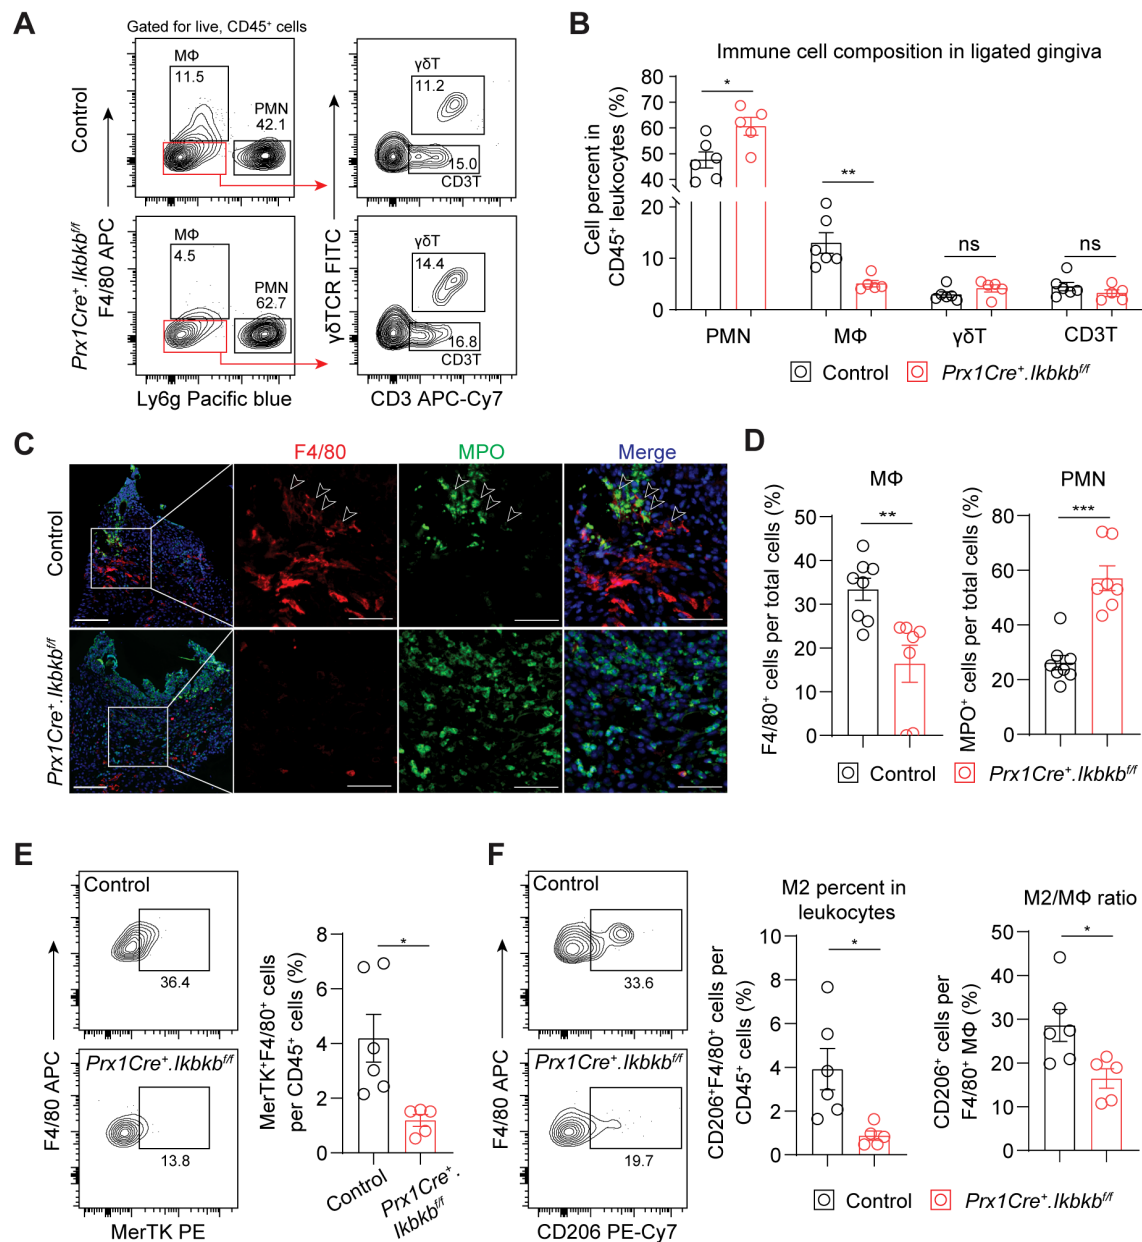 A
Gated for live, CD45⁺ cells
Control
MΦ
11.5
PMN
42.1
γδT
11.2
15.0
CD3T
Prx1Cre⁺.Ikbkbᶠ/ᶠ
F4/80 APC
MΦ
4.5
PMN
62.7
γδTCR FITC
γδT
14.4
16.8
CD3T
Ly6g Pacific blue
CD3 APC-Cy7
B
Immune cell composition in ligated gingiva
Cell percent in
CD45⁺ leukocytes (%)
80
70
60
50
40
20
10
0
*
**
ns
ns
PMN
MΦ
γδT
CD3T
Control
Prx1Cre⁺.Ikbkbᶠ/ᶠ
C
F4/80
MPO
Merge
Control
Prx1Cre⁺.Ikbkbᶠ/ᶠ
D
MΦ
F4/80⁺ cells per total cells (%)
50
40
30
20
10
0
**
PMN
MPO⁺ cells per total cells (%)
80
60
40
20
0
***
Control
Prx1Cre⁺.Ikbkbᶠ/ᶠ
E
Control
36.4
Prx1Cre⁺.Ikbkbᶠ/ᶠ
13.8
F4/80 APC
MerTK PE
MerTK⁺F4/80⁺ cells
per CD45⁺ cells (%)
8
6
4
2
0
*
Control
Prx1Cre⁺.
Ikbkbᶠ/ᶠ
F
Control
33.6
Prx1Cre⁺.Ikbkbᶠ/ᶠ
19.7
F4/80 APC
CD206 PE-Cy7
M2 percent in
leukocytes
CD206⁺F4/80⁺ cells per
CD45⁺ cells (%)
10
8
6
4
2
0
*
M2/MΦ ratio
CD206⁺ cells per
F4/80⁺ MΦ (%)
50
40
30
20
10
0
*
Control
Prx1Cre⁺.Ikbkbᶠ/ᶠ